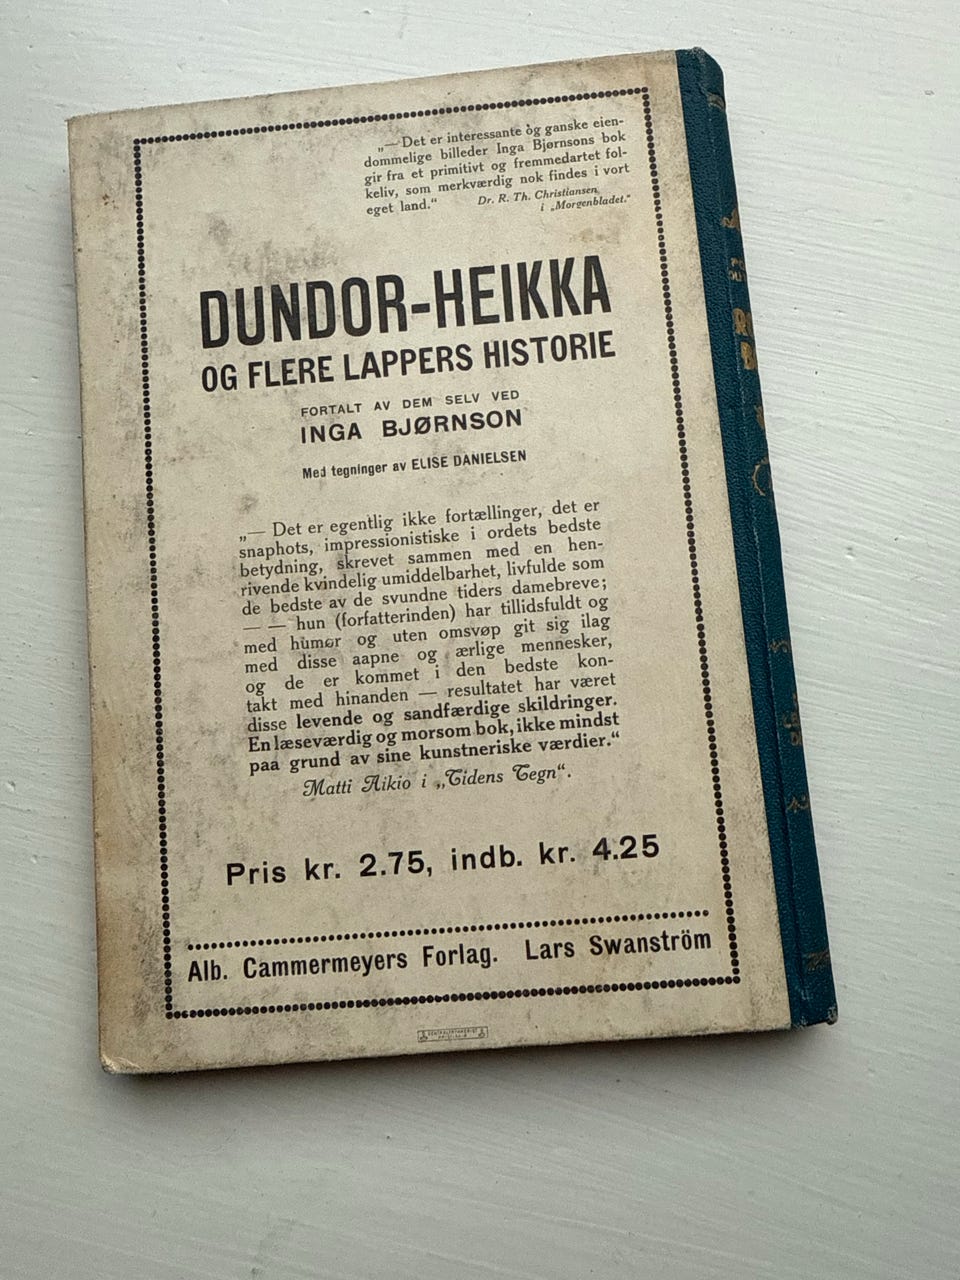 „— Det er interessante og ganske eien-
dommelige billeder Inga Bjørnsons bok
gir fra et primitivt og fremmedartet fol-
keliv, som merkværdig nok findes i vort
eget land.“ Dr. R. Th. Christiansen,
i „Morgenbladet.“
DUNDOR-HEIKKA
OG FLERE LAPPERS HISTORIE
FORTALT AV DEM SELV VED
INGA BJØRNSON
Med tegninger av ELISE DANIELSEN
„— Det er egentlig ikke fortællinger, det er
snaphots, impressionistiske i ordets bedste
betydning, skrevet sammen med en hen-
rivende kvindelig umiddelbarhet, livfulde som
de bedste av de svundne tiders damebreve;
— — hun (forfatterinden) har tillidsfuldt og
med humør og uten omsvøp git sig ilag
med disse aapne og ærlige mennesker,
og de er kommet i den bedste kon-
takt med hinanden — resultatet har været
disse levende og sandfærdige skildringer.
En læseværdig og morsom bok, ikke mindst
paa grund av sine kunstneriske værdier.“
Matti Aikio i „Tidens Tegn“.
Pris kr. 2.75, indb. kr. 4.25
Alb. Cammermeyers Forlag. Lars Swanström